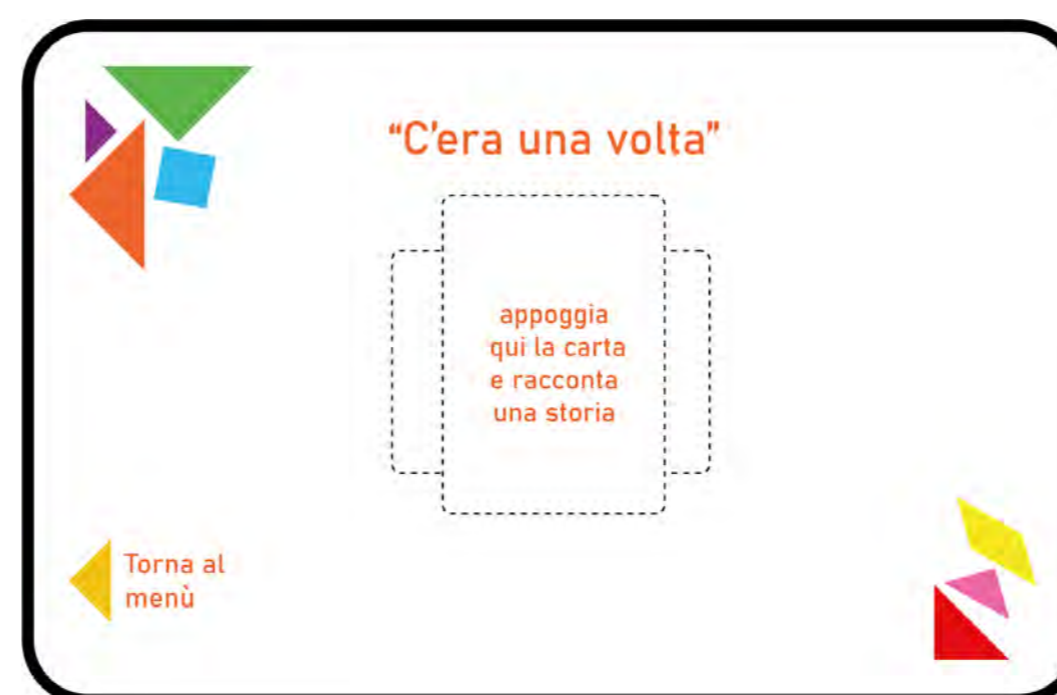 “C'era una volta”
appoggia
qui la carta
e racconta
una storia
Torna al
menù